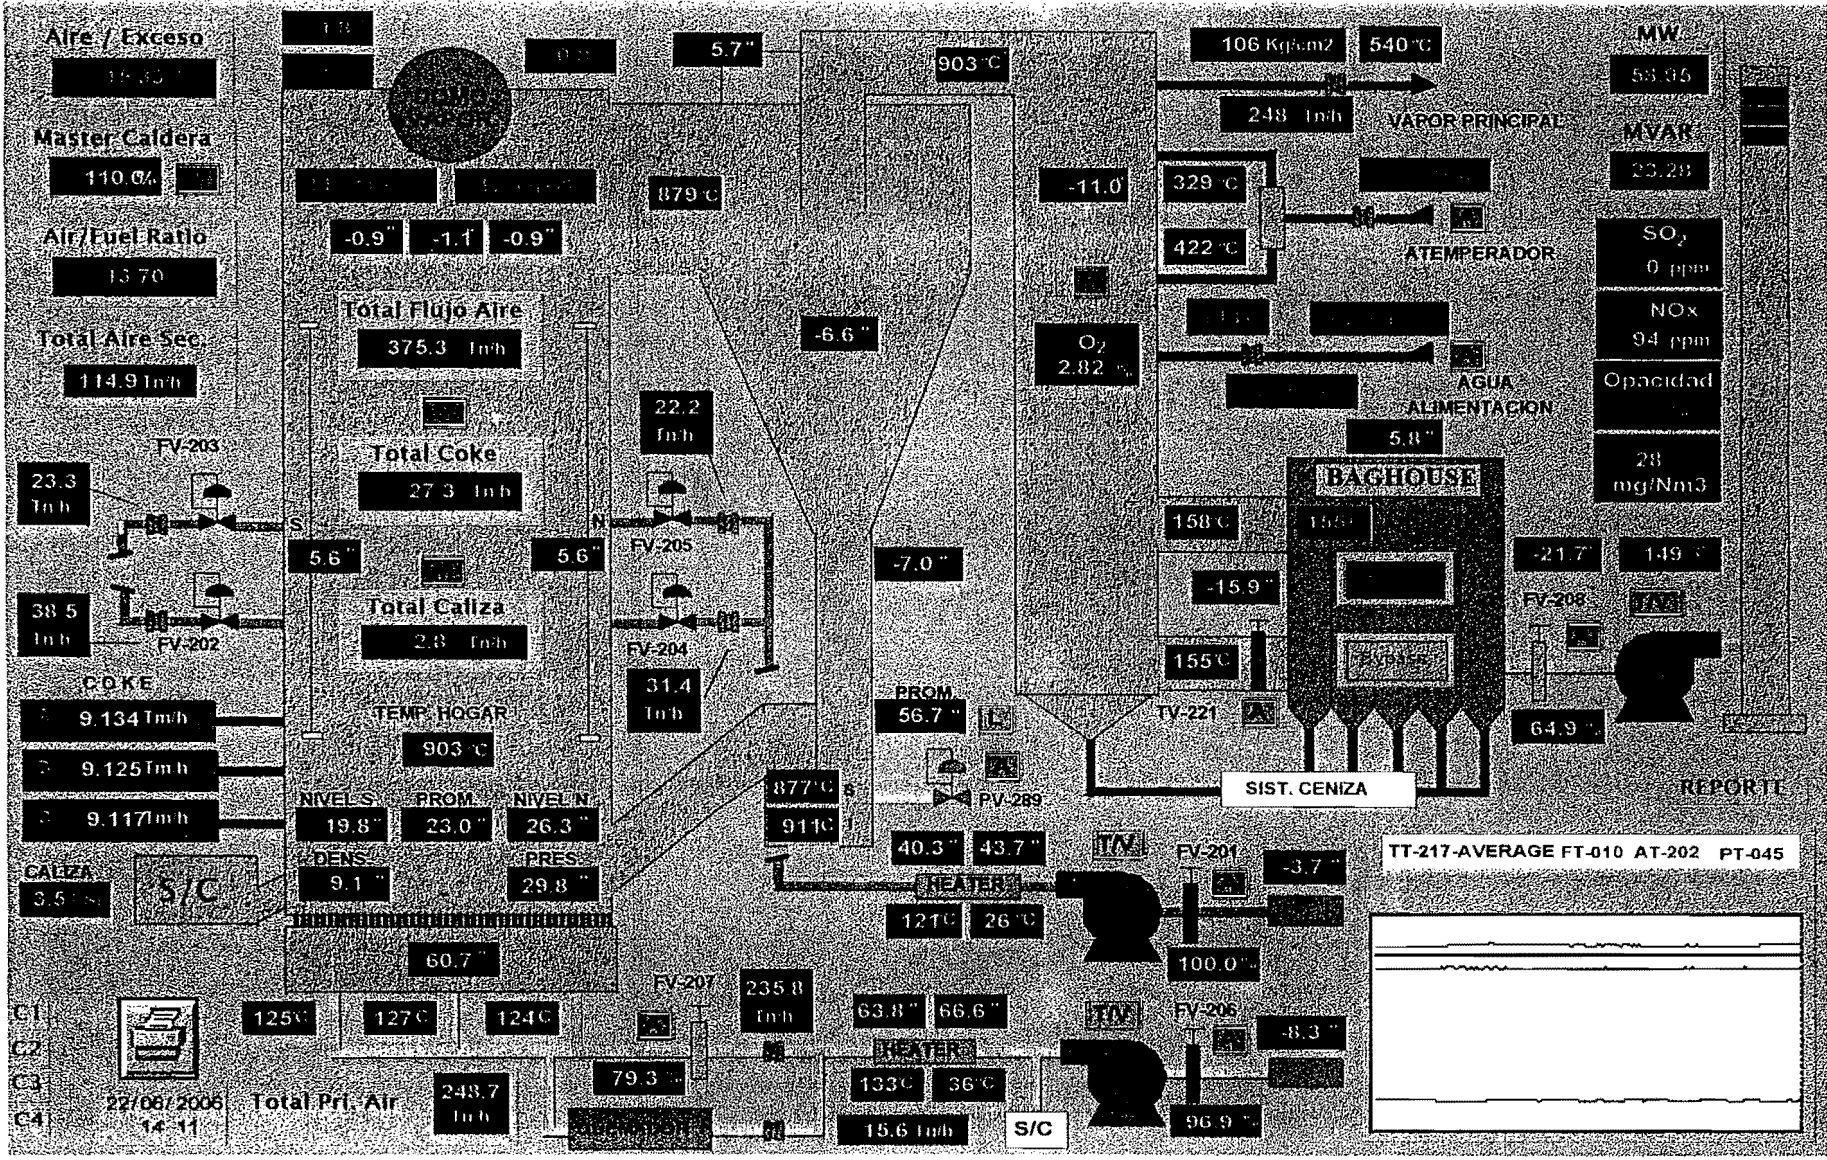 Aire / Exceso
Master Caldera
110.0%
Air/Fuel Ratio
13.70
Total Aire Sec.
114.9 Tn/h
FV-203
23.3
Tn/h
S
38.5
Tn/h
FV-202
COKE
9.134 Tm/h
9.125 Tm/h
9.117 Tm/h
CALIZA
3.5
S/C
C1
C2
C3
C4
22/06/2006
14 11
DOMO
VAPOR
5.7"
903 °C
879 °C
-0.9"
-1.1
-0.9"
Total Flujo Aire
375.3 Tn/h
Total Coke
27.3 Tn/h
Total Caliza
2.8 Tn/h
5.6"
5.6"
TEMP. HOGAR
903 °C
NIVEL S
PROM
NIVEL N
19.8"
23.0"
26.3"
DENS
PRES
9.1 "
29.8 "
60.7 "
125°C
127 C
124 C
Total Pri. Air
248.7
Tn/h
22.2
Tn/h
N
FV-205
FV-204
31.4
Tn/h
-6.6 "
-7.0 "
877°C S
911C I
FV-207
235.8
Tn/h
79.3 %
PROM
56.7 "
L
A
PV-289
40.3 "
43.7 "
HEATER
121C
26 °C
T/V
FV-201
A
-3.7 "
100.0%
63.8 "
66.6 "
HEATER
133C
36°C
15.6 Tn/h
S/C
T/V
FV-206
A
-8.3 "
96.9 %
-11.0
O2
2.82 %
106 Kg/cm2
540 °C
248 Tn/h
VAPOR PRINCIPAL
329 °C
422 °C
A
ATEMPERADOR
A
AGUA
ALIMENTACION
5.8 "
BAGHOUSE
158°C
155
-15.9 "
155°C
Bypass
TV-221
A
SIST. CENIZA
-21.7"
149 °C
FV-208
A
T/V
64.9 %
MW
53.95
MVAR
23.28
SO2
0 ppm
NOx
94 ppm
Opacidad
%
28
mg/Nm3
REPORTE
TT-217-AVERAGE FT-010 AT-202 PT-045